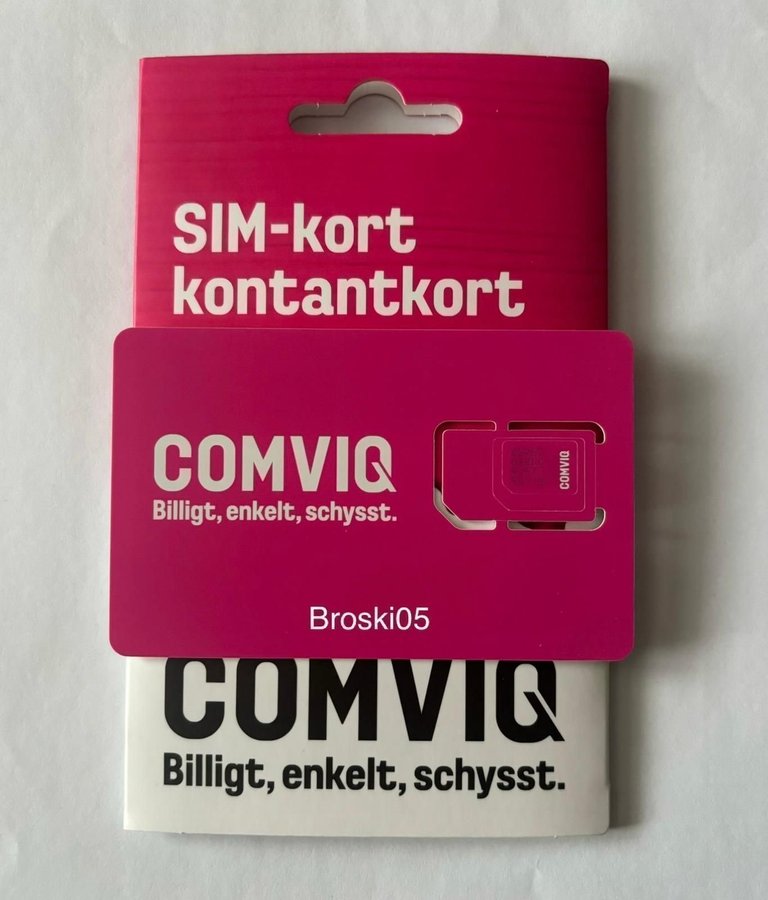 SIM-kort
kontantkort
COMVIQ
Billigt, enkelt, schysst.
COMVIQ
Broski05
COMVIQ
Billigt, enkelt, schysst.